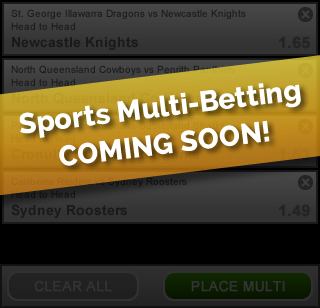 St. George Illawarra Dragons vs Newcastle Knights
Head to Head
Newcastle Knights 1.65
North Queensland Cowboys vs Penrith
Head to Head
North
Sports Multi-Betting
COMING SOON!
Sydney Roosters
Head to Head
Sydney Roosters 1.49
CLEAR ALL PLACE MULTI